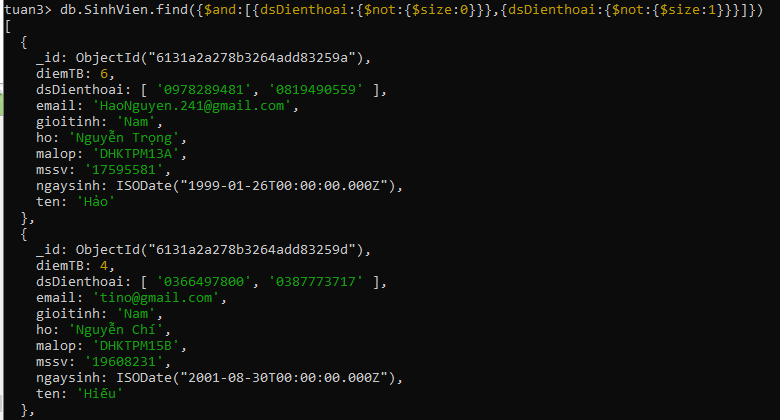 tuan3> db.SinhVien.find({$and:[{dsDienthoai:{$not:{$size:0}}},{dsDienthoai:{$not:{$size:1}}}]})
[
  {
    _id: ObjectId("6131a2a278b3264add83259a"),
    diemTB: 6,
    dsDienthoai: [ '0978289481', '0819490559' ],
    email: 'HaoNguyen.241@gmail.com',
    gioitinh: 'Nam',
    ho: 'Nguyễn Trọng',
    malop: 'DHKTPM13A',
    mssv: '17595581',
    ngaysinh: ISODate("1999-01-26T00:00:00.000Z"),
    ten: 'Hảo'
  },
  {
    _id: ObjectId("6131a2a278b3264add83259d"),
    diemTB: 4,
    dsDienthoai: [ '0366497800', '0387773717' ],
    email: 'tino@gmail.com',
    gioitinh: 'Nam',
    ho: 'Nguyễn Chí',
    malop: 'DHKTPM15B',
    mssv: '19608231',
    ngaysinh: ISODate("2001-08-30T00:00:00.000Z"),
    ten: 'Hiếu'
  },